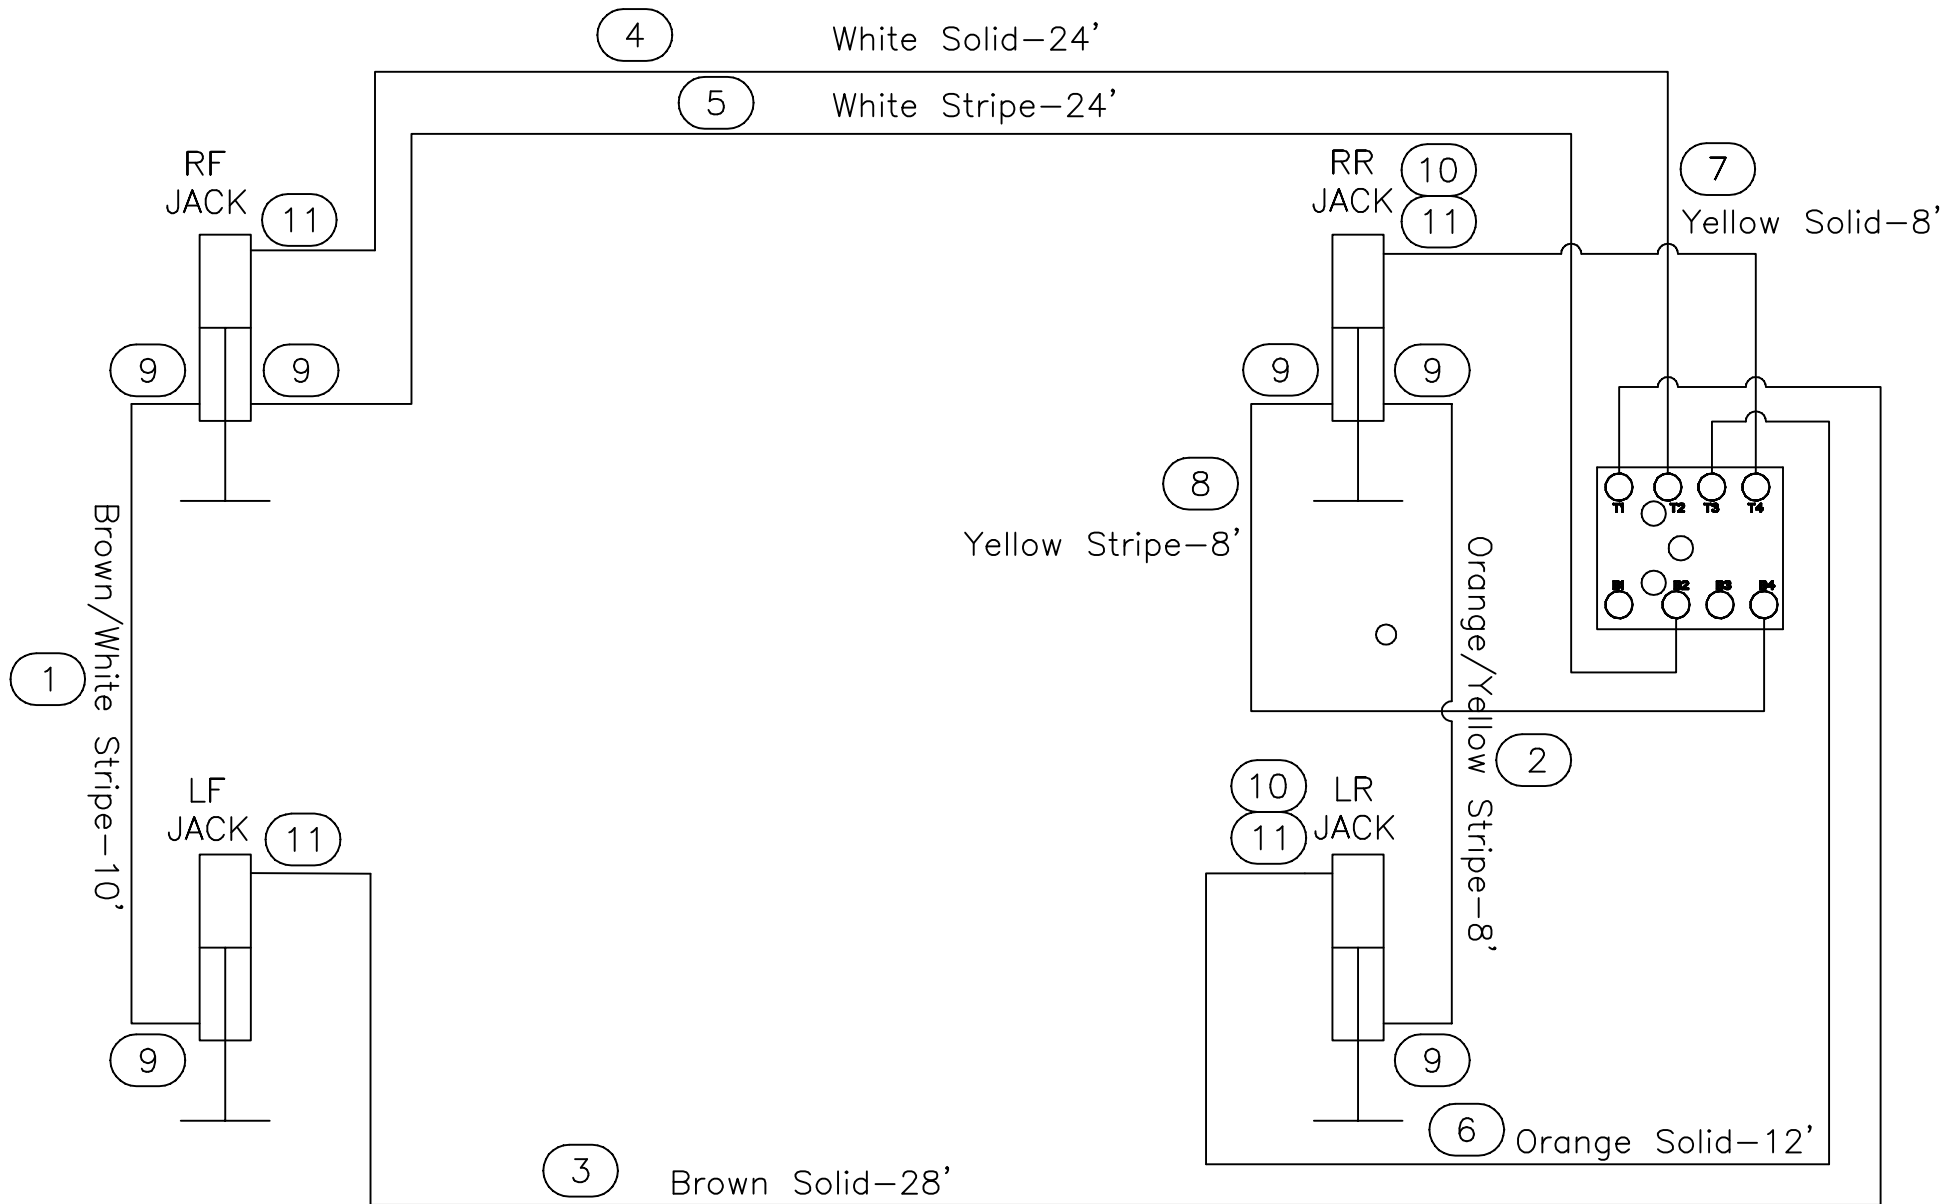 4
White Solid-24'
5
White Stripe-24'
RF
JACK
11
RR
JACK
10
11
7
Yellow Solid-8'
9
9
9
9
8
Yellow Stripe-8'
T1
T2
T3
T4
B1
B2
B3
B4
Brown/White Stripe-10'
1
Orange/Yellow Stripe-8'
2
LF
JACK
11
10
11
LR
JACK
9
9
6
Orange Solid-12'
3
Brown Solid-28'